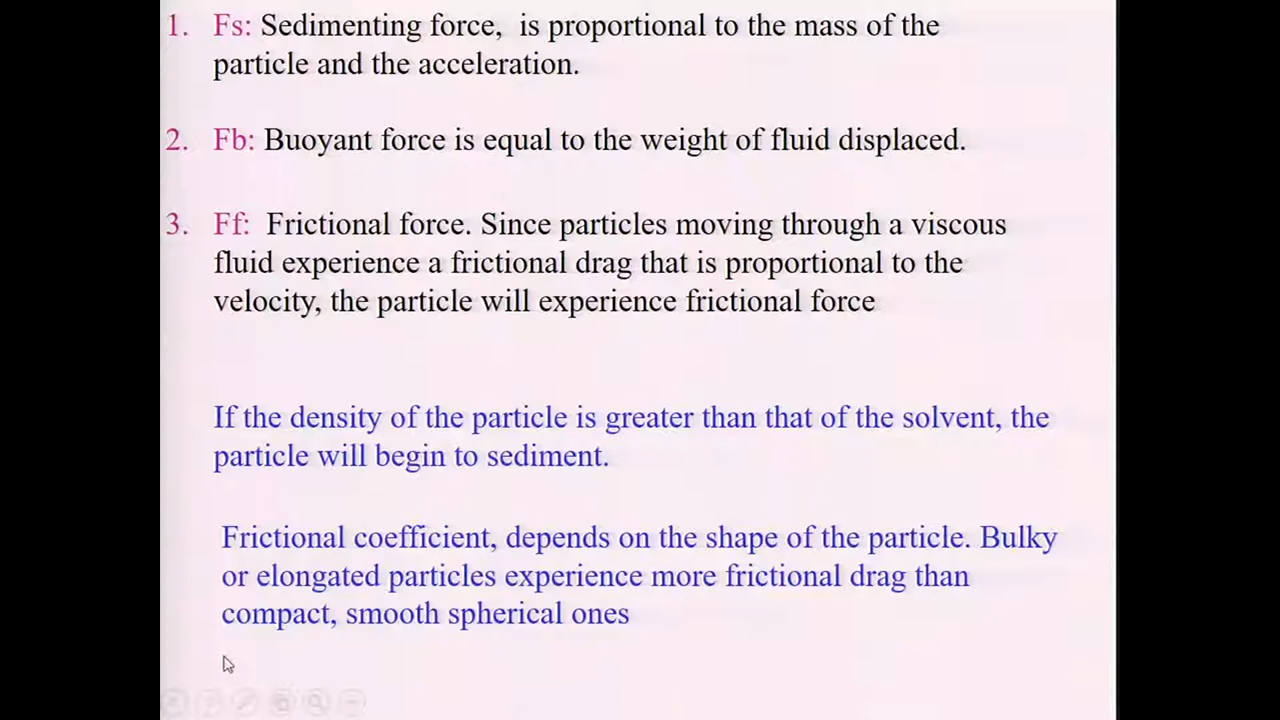 1. Fs: Sedimenting force, is proportional to the mass of the
particle and the acceleration.
2. Fb: Buoyant force is equal to the weight of fluid displaced.
3. Ff: Frictional force. Since particles moving through a viscous
fluid experience a frictional drag that is proportional to the
velocity, the particle will experience frictional force
If the density of the particle is greater than that of the solvent, the
particle will begin to sediment.
Frictional coefficient, depends on the shape of the particle. Bulky
or elongated particles experience more frictional drag than
compact, smooth spherical ones